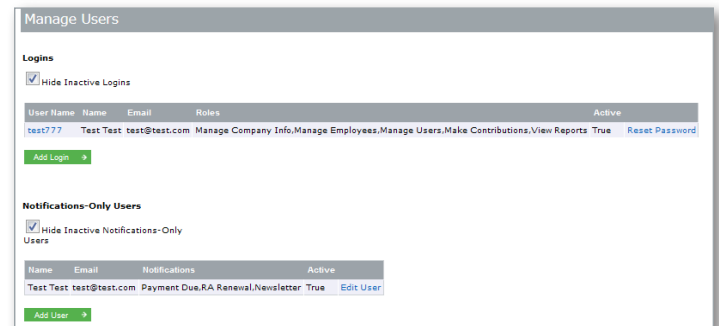 Manage Users
Logins
Hide Inactive Logins
User Name Name Email Roles Active
test777 Test Test test@test.com Manage Company Info,Manage Employees,Manage Users,Make Contributions,View Reports True Reset Password
Add Login
Notifications-Only Users
Hide Inactive Notifications-Only
Users
Name Email Notifications Active
Test Test test@test.com Payment Due,RA Renewal,Newsletter True Edit User
Add User